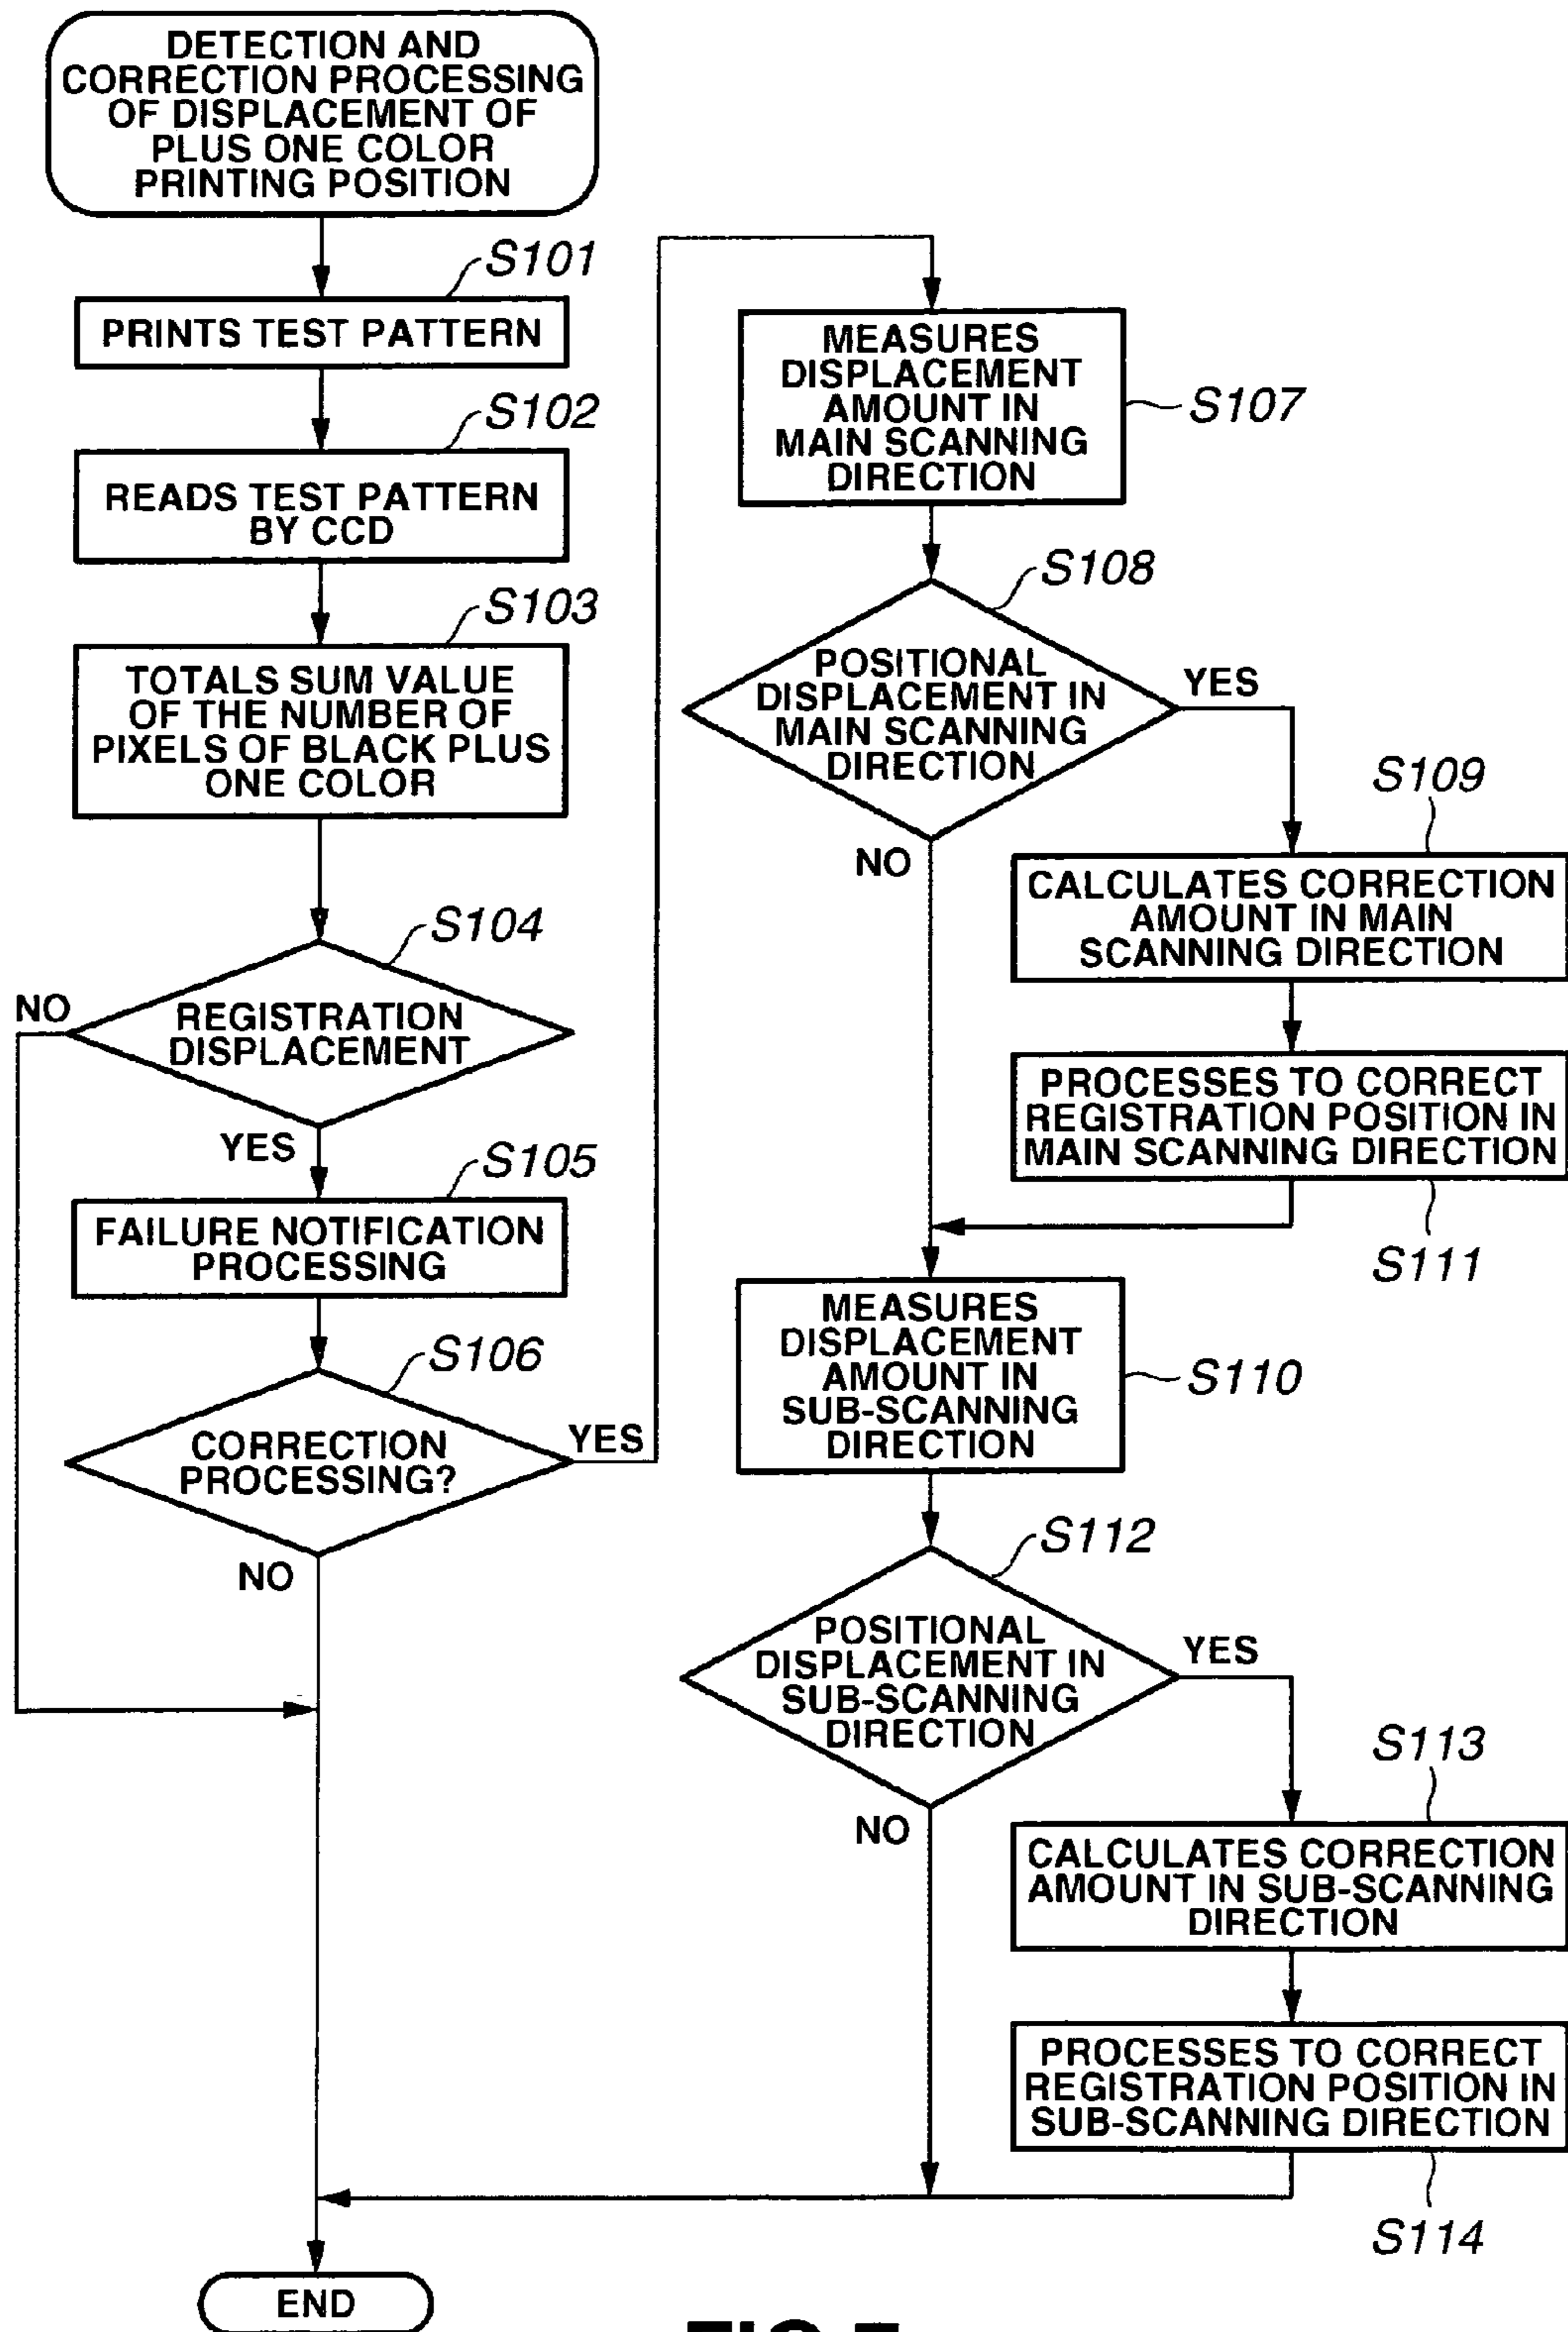 DETECTION AND
CORRECTION PROCESSING
OF DISPLACEMENT OF
PLUS ONE COLOR
PRINTING POSITION
S101
PRINTS TEST PATTERN
S102
READS TEST PATTERN
BY CCD
S103
TOTALS SUM VALUE
OF THE NUMBER OF
PIXELS OF BLACK PLUS
ONE COLOR
S104
NO
REGISTRATION
DISPLACEMENT
YES
S105
FAILURE NOTIFICATION
PROCESSING
S106
CORRECTION
PROCESSING?
YES
NO
MEASURES
DISPLACEMENT
AMOUNT IN
MAIN SCANNING
DIRECTION
S107
S108
POSITIONAL
DISPLACEMENT IN
MAIN SCANNING
DIRECTION
YES
NO
S109
CALCULATES CORRECTION
AMOUNT IN MAIN
SCANNING DIRECTION
PROCESSES TO CORRECT
REGISTRATION POSITION IN
MAIN SCANNING DIRECTION
S111
MEASURES
DISPLACEMENT
AMOUNT IN
SUB-SCANNING
DIRECTION
S110
S112
POSITIONAL
DISPLACEMENT IN
SUB-SCANNING
DIRECTION
YES
NO
S113
CALCULATES CORRECTION
AMOUNT IN SUB-SCANNING
DIRECTION
PROCESSES TO CORRECT
REGISTRATION POSITION IN
SUB-SCANNING DIRECTION
S114
END